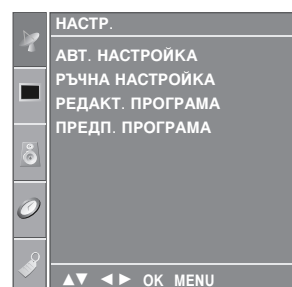 НАСТР.
АВТ. НАСТРОЙКА
РЪЧНА НАСТРОЙКА
РЕДАКТ. ПРОГРАМА
ПРЕДП. ПРОГРАМА
▲▼ ◄► OK MENU